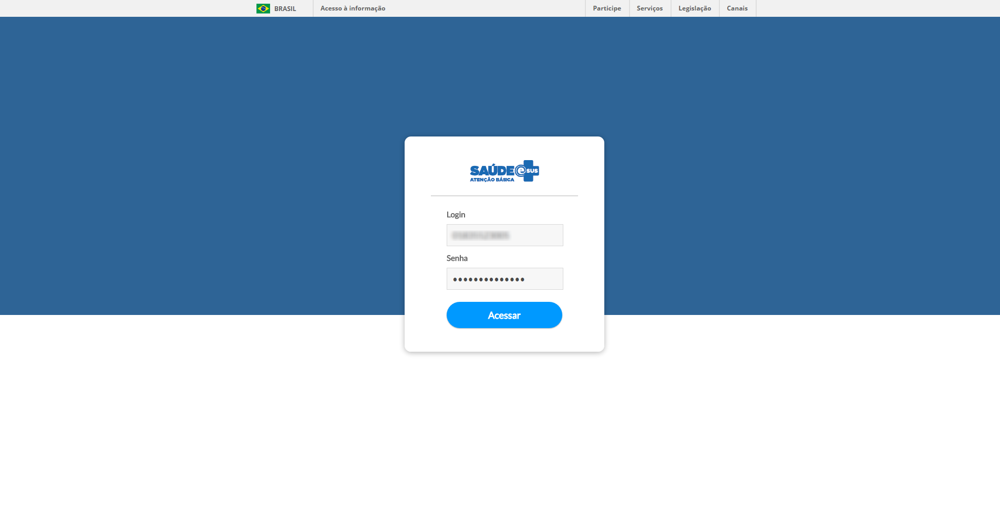 BRASIL
Acesso à informação
Participe
Serviços
Legislação
Canais
SAÚDE e SUS
ATENÇÃO BÁSICA
Login
Senha
••••••••••••••
Acessar